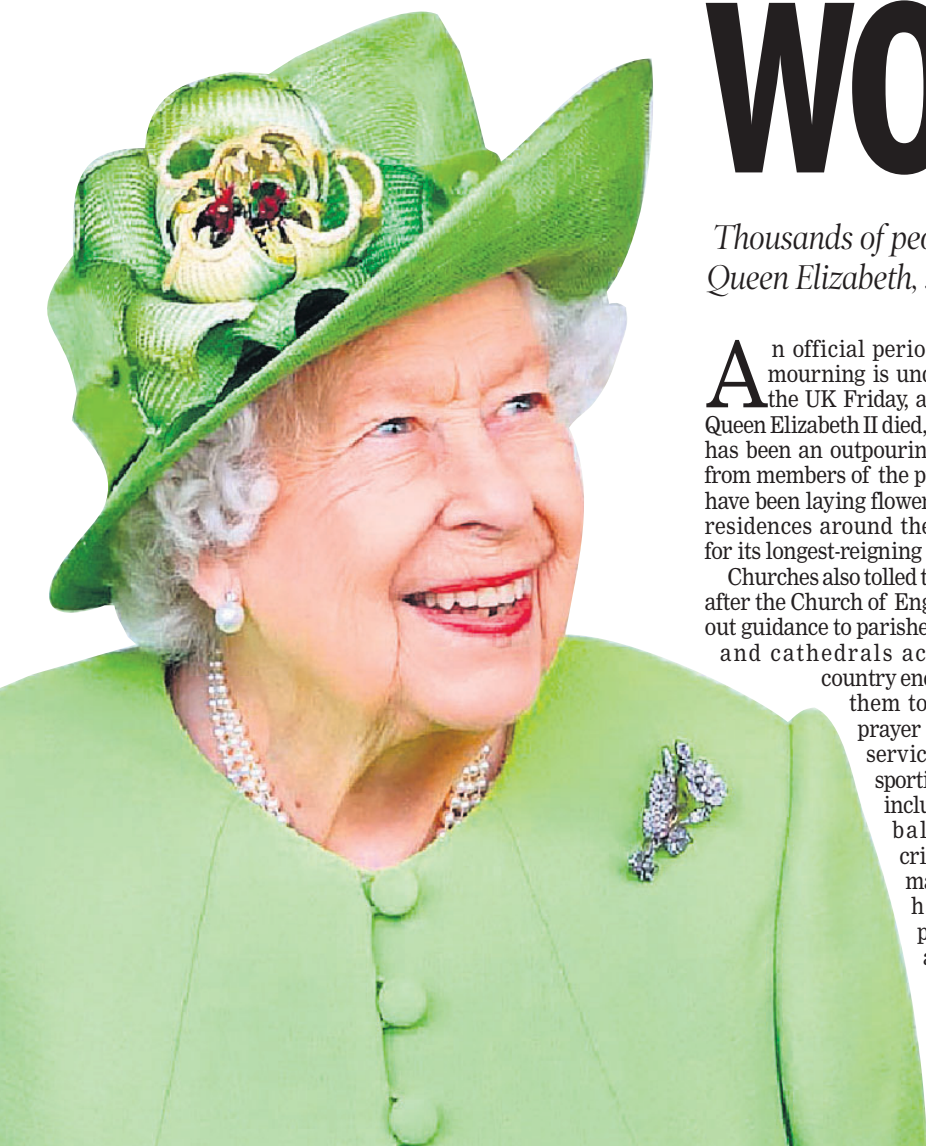 WO
Thousands of peo
Queen Elizabeth,
An official perio
mourning is und
the UK Friday, a
Queen Elizabeth II died,
has been an outpourin
from members of the p
have been laying flower
residences around the
for its longest-reigning
Churches also tolled t
after the Church of Eng
out guidance to parishe
and cathedrals ac
country enc
them to
prayer
servic
sporti
inclu
bal
cri
ma
h
p
a